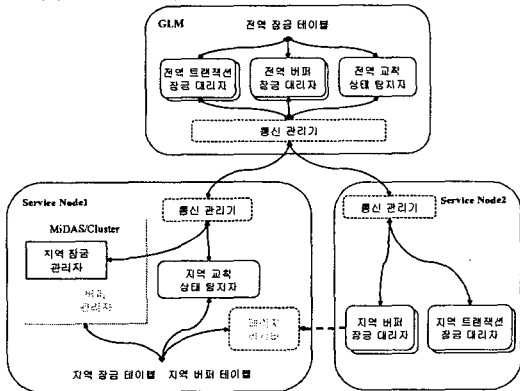 GLM
전역 잠금 테이블
전역 트랜잭션
잠금 대리자
전역 버퍼
잠금 대리자
전역 교착
상태 탐지자
통신 관리기
Service Node1
통신 관리기
MiDAS/Cluster
지역 잠금
관리자
버퍼
관리자
지역 교착
상태 탐지자
지역 잠금 테이블
지역 버퍼 테이블
Service Node2
통신 관리기
지역 버퍼
잠금 대리자
지역 트랜잭션
잠금 대리자